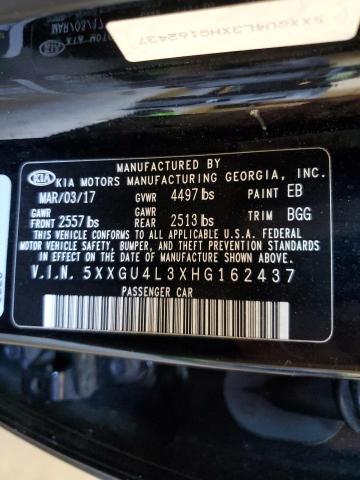 MANUFACTURED BY
KIA KIA MOTORS MANUFACTURING GEORGIA, INC.
MAR/03/17 GVWR 4497 lbs PAINT EB
GAWR FRONT 2557 lbs GAWR REAR 2513 lbs TRIM BGG
THIS VEHICLE CONFORMS TO ALL APPLICABLE U.S.A. FEDERAL
MOTOR VEHICLE SAFETY, BUMPER, AND THEFT PREVENTION
STANDARDS IN EFFECT ON THE DATE OF MANUFACTURE SHOWN ABOVE.
V.I.N. 5XXGU4L3XHG162437
PASSENGER CAR